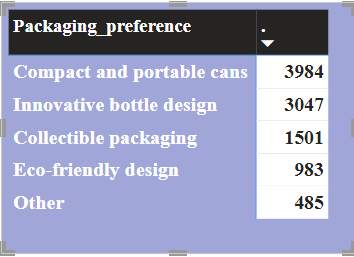 Packaging_preference .
Compact and portable cans 3984
Innovative bottle design 3047
Collectible packaging 1501
Eco-friendly design 983
Other 485